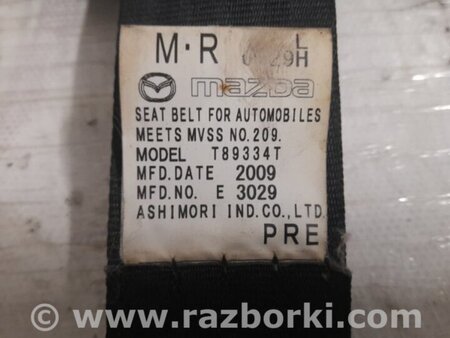 M·R L
mazda
SEAT BELT FOR AUTOMOBILES
MEETS MVSS NO.209.
MODEL T89334T
MFD.DATE 2009
MFD.NO. E 3029
ASHIMORI IND.CO.,LTD.
PRE
© www.razborki.com/